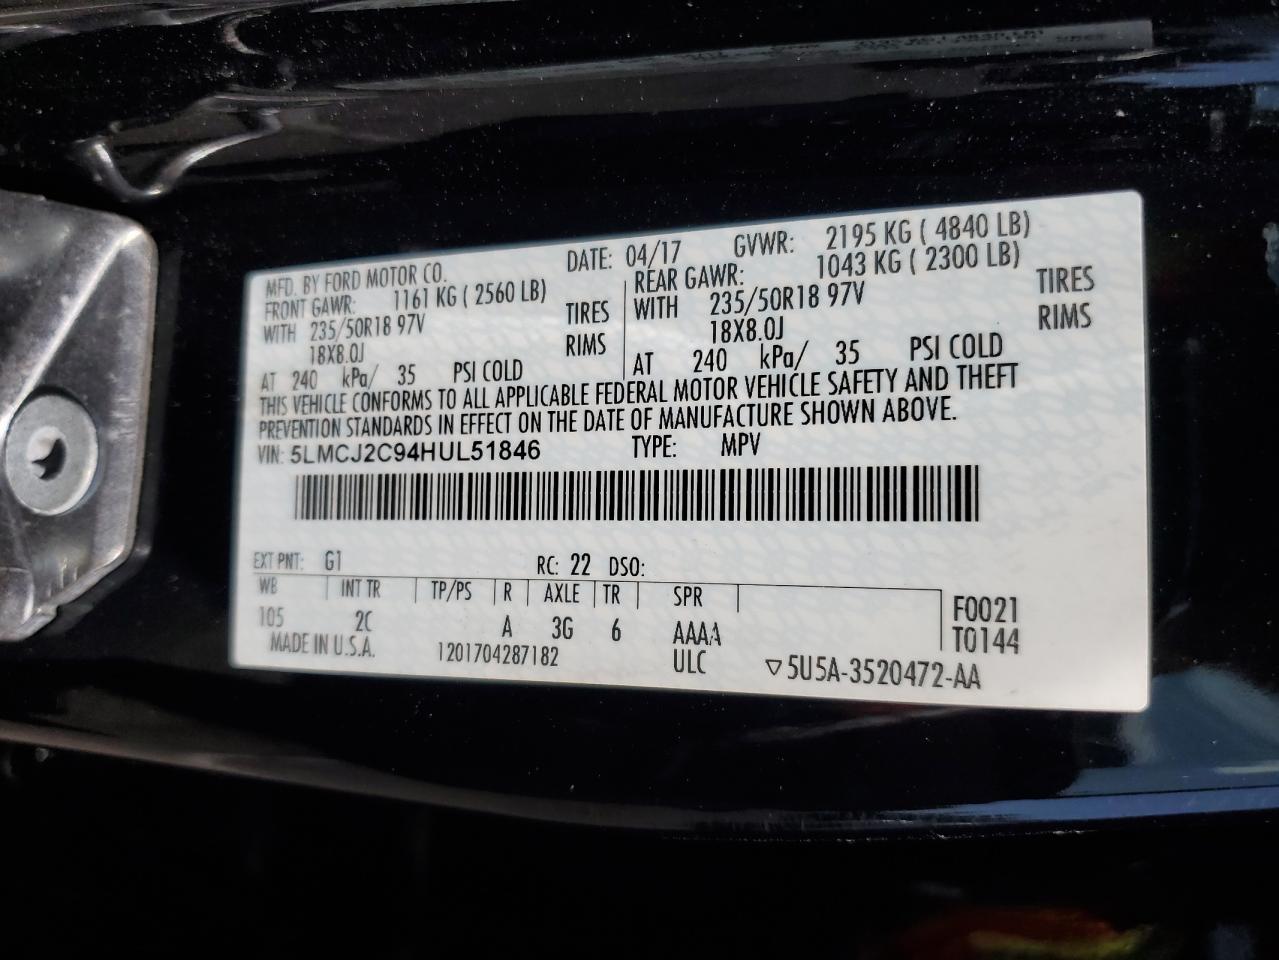 MFD. BY FORD MOTOR CO. DATE: 04/17 GVWR: 2195 KG ( 4840 LB)
FRONT GAWR: 1161 KG ( 2560 LB) REAR GAWR: 1043 KG ( 2300 LB)
WITH 235/50R18 97V TIRES WITH 235/50R18 97V TIRES
18X8.0J RIMS 18X8.0J RIMS
AT 240 kPa/ 35 PSI COLD AT 240 kPa/ 35 PSI COLD
THIS VEHICLE CONFORMS TO ALL APPLICABLE FEDERAL MOTOR VEHICLE SAFETY AND THEFT
PREVENTION STANDARDS IN EFFECT ON THE DATE OF MANUFACTURE SHOWN ABOVE.
VIN: 5LMCJ2C94HUL51846 TYPE: MPV
EXT PNT: G1 RC: 22 DSO:
WB INT TR TP/PS R AXLE TR SPR F0021
105 2C A 3G 6 AAAA T0144
MADE IN U.S.A. 1201704287182 ULC ▽5U5A-3520472-AA